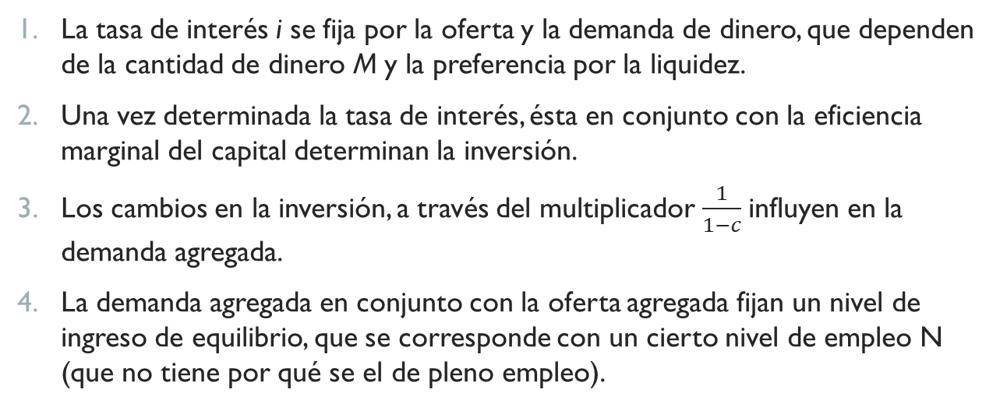 1. La tasa de interés i se fija por la oferta y la demanda de dinero, que dependen
de la cantidad de dinero M y la preferencia por la liquidez.
2. Una vez determinada la tasa de interés, ésta en conjunto con la eficiencia
marginal del capital determinan la inversión.
3. Los cambios en la inversión, a través del multiplicador 1/(1−c) influyen en la
demanda agregada.
4. La demanda agregada en conjunto con la oferta agregada fijan un nivel de
ingreso de equilibrio, que se corresponde con un cierto nivel de empleo N
(que no tiene por qué se el de pleno empleo).